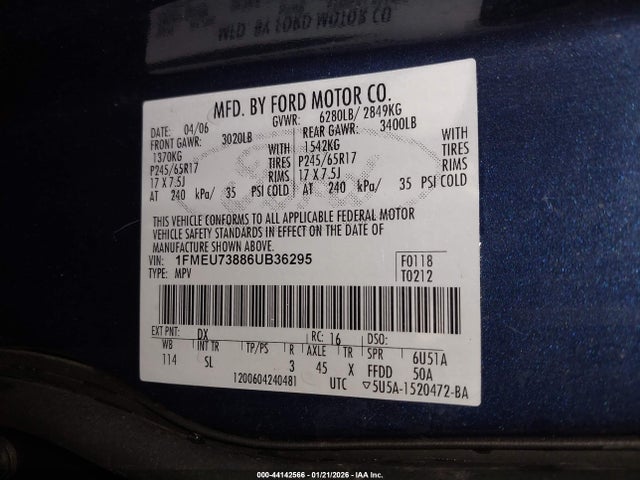 MFD. BY FORD MOTOR CO
MFD. BY FORD MOTOR CO.
DATE: 04/06 GVWR: 6280LB/ 2849KG
FRONT GAWR: 3020LB REAR GAWR: 3400LB
1370KG WITH 1542KG WITH
P245/65R17 TIRES P245/65R17 TIRES
17 X 7.5J RIMS 17 X 7.5J RIMS
AT 240 kPa/ 35 PSI COLD AT 240 kPa/ 35 PSI COLD
THIS VEHICLE CONFORMS TO ALL APPLICABLE FEDERAL MOTOR
VEHICLE SAFETY STANDARDS IN EFFECT ON THE DATE OF
MANUFACTURE SHOWN ABOVE.
VIN: 1FMEU73886UB36295 F0118
TYPE: MPV T0212
EXT PNT: DX RC: 16 DSO:
WB INT TR TP/PS R AXLE TR SPR 6U51A
114 SL 3 45 X FFDD 50A
1200604240481 UTC ▽5U5A-1520472-BA
000-44142566 - 01/21/2026 - IAA Inc.